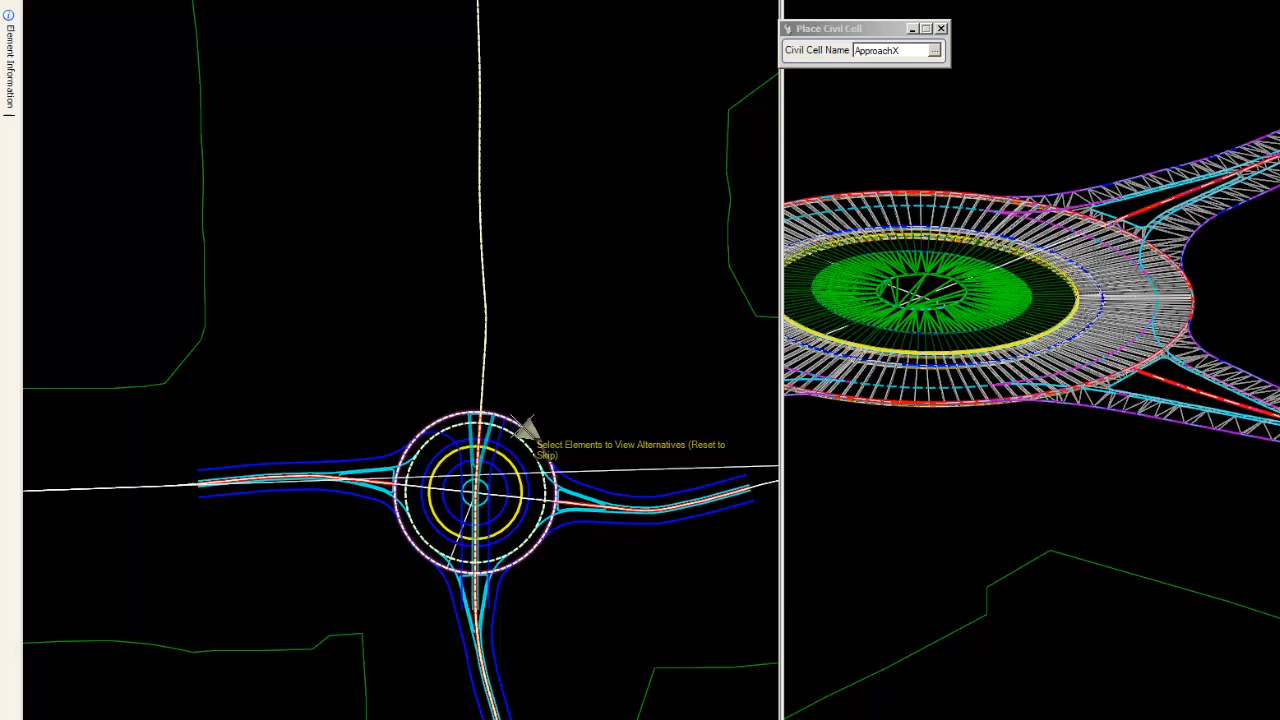 Element Information
Place Civil Cell
Civil Cell Name ApproachX ...
Select Elements to View Alternatives (Reset to
Skip)